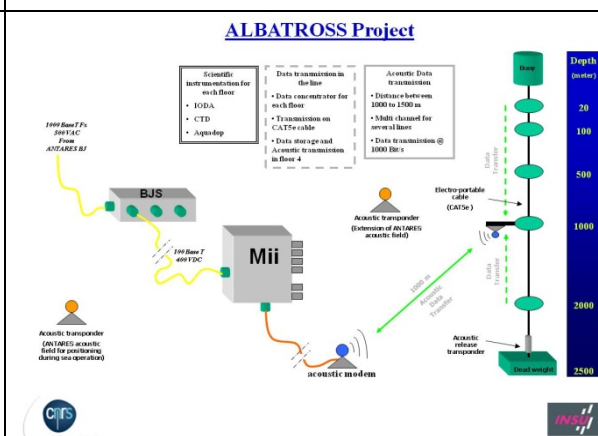 ALBATROSS Project
Scientific
instrumentation for
each floor
• IODA
• CTD
• Aquadop
Data transmission in
the line
• Data concentrator for
each floor
• Transmission on
CAT5e cable
• Data storage and
Acoustic transmission
in floor 4
Acoustic Data
transmission
• Distance between
1000 to 1500 m
• Multi channel for
several lines
• Data transmission @
1000 Bit/s
Buoy
Depth
(meter)
20
100
500
1000
2000
2500
1000 Base T Fx
500 VAC
From
ANTARES BJ
BJS
100 Base T
400 VDC
Mii
Data
Transfer
Electro-portable
cable
(CAT5e)
Acoustic transponder
(Extension of ANTARES
acoustic field)
Data
Transfer
1000 m
Acoustic
Data
Transfer
Acoustic transponder
(ANTARES acoustic
field for positioning
during sea operation)
acoustic modem
Acoustic
release
transponder
Dead weight
cnrs
INSU